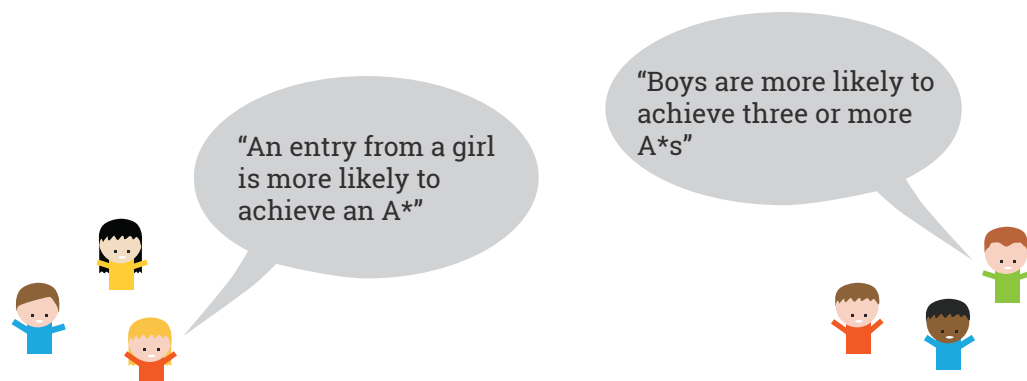 “An entry from a girl
is more likely to
achieve an A*”
“Boys are more likely to
achieve three or more
A*s”